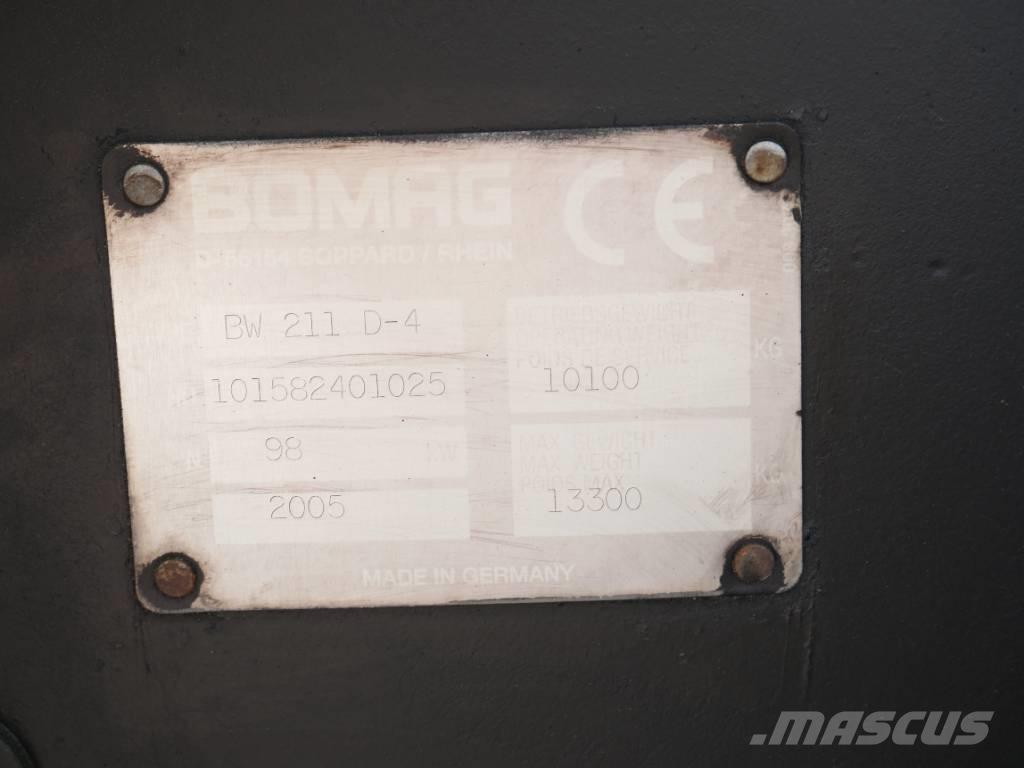 BOMAG CE
D-56154 BOPPARD / RHEIN
BW 211 D-4
101582401025
98 kW
2005
BETRIEBSGEWICHT
OPERATING WEIGHT
POIDS DE SERVICE
10100 KG
MAX. GEWICHT
MAX. WEIGHT
POIDS MAX.
13300 KG
MADE IN GERMANY
MASCUS